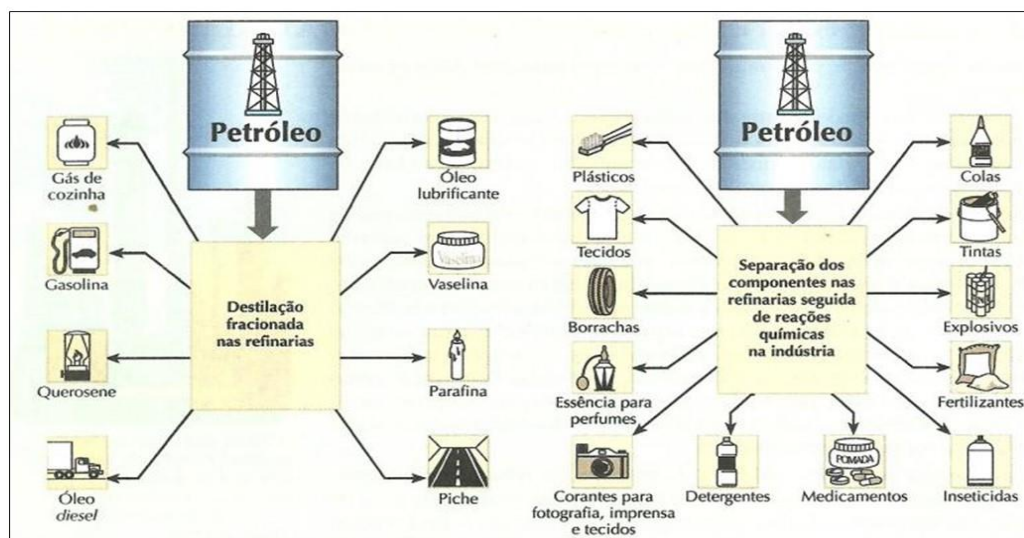 Petróleo
Gás de
cozinha
Gasolina
Querosene
Óleo
diesel
Destilação
fracionada
nas refinarias
Óleo
lubrificante
Vaselina
Vaselina
Parafina
Piche
Petróleo
Plásticos
Tecidos
Borrachas
Essência para
perfumes
Corantes para
fotografia, imprensa
e tecidos
Separação dos
componentes nas
refinarias seguida
de reações
químicas
na indústria
Detergentes
POMADA
Medicamentos
Colas
Tintas
Explosivos
Fertilizantes
Inseticidas